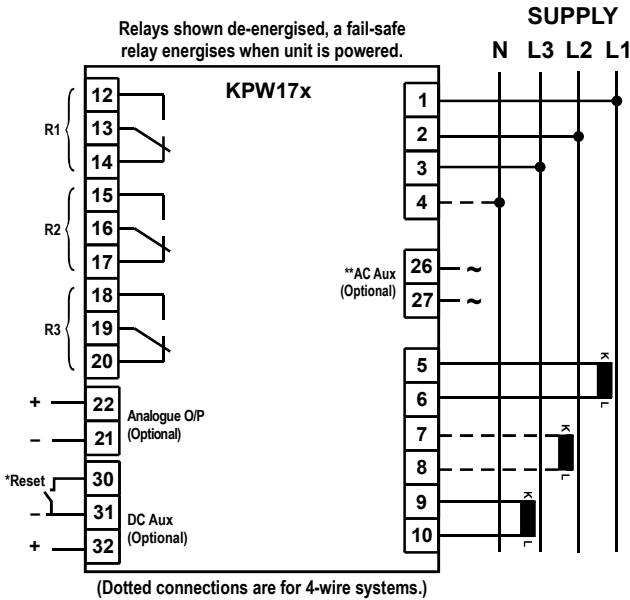 Relays shown de-energised, a fail-safe
relay energises when unit is powered.
SUPPLY
N L3 L2 L1
KPW17x
R1
12
13
14
R2
15
16
17
R3
18
19
20
+ 22
− 21
Analogue O/P
(Optional)
*Reset
30
− 31
+ 32
DC Aux
(Optional)
1
2
3
4
**AC Aux
(Optional)
26 ~
27 ~
5
6
K
L
7
8
K
L
9
10
K
L
(Dotted connections are for 4-wire systems.)